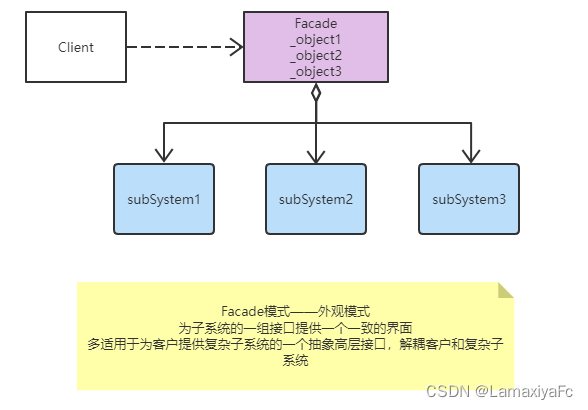 Client
Facade
_object1
_object2
_object3
subSystem1
subSystem2
subSystem3
Facade模式——外观模式
为子系统的一组接口提供一个一致的界面
多适用于为客户提供复杂子系统的一个抽象高层接口，解耦客户和复杂子
系统
CSDN @LamaxiyaFc